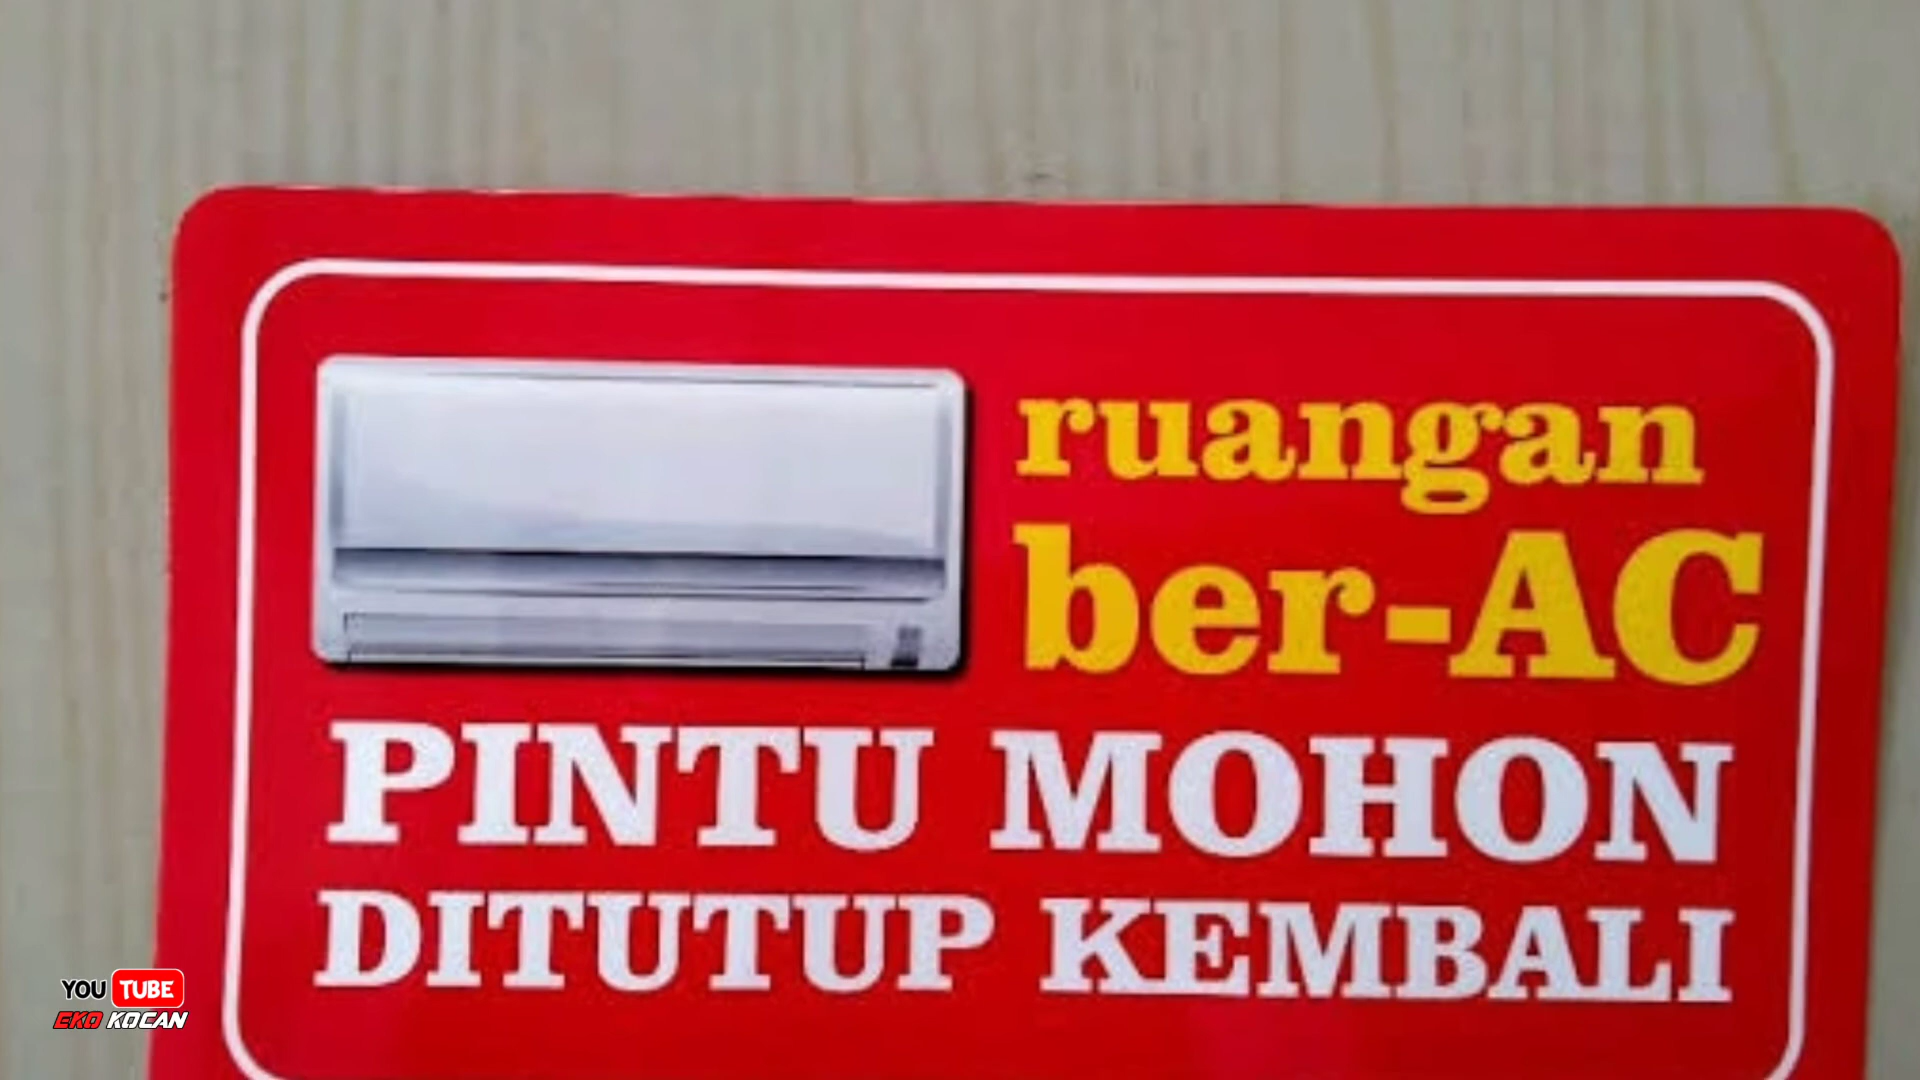 ruangan
ber-AC
PINTU MOHON
DITUTUP KEMBALI
YOU TUBE
EKO KOCAN